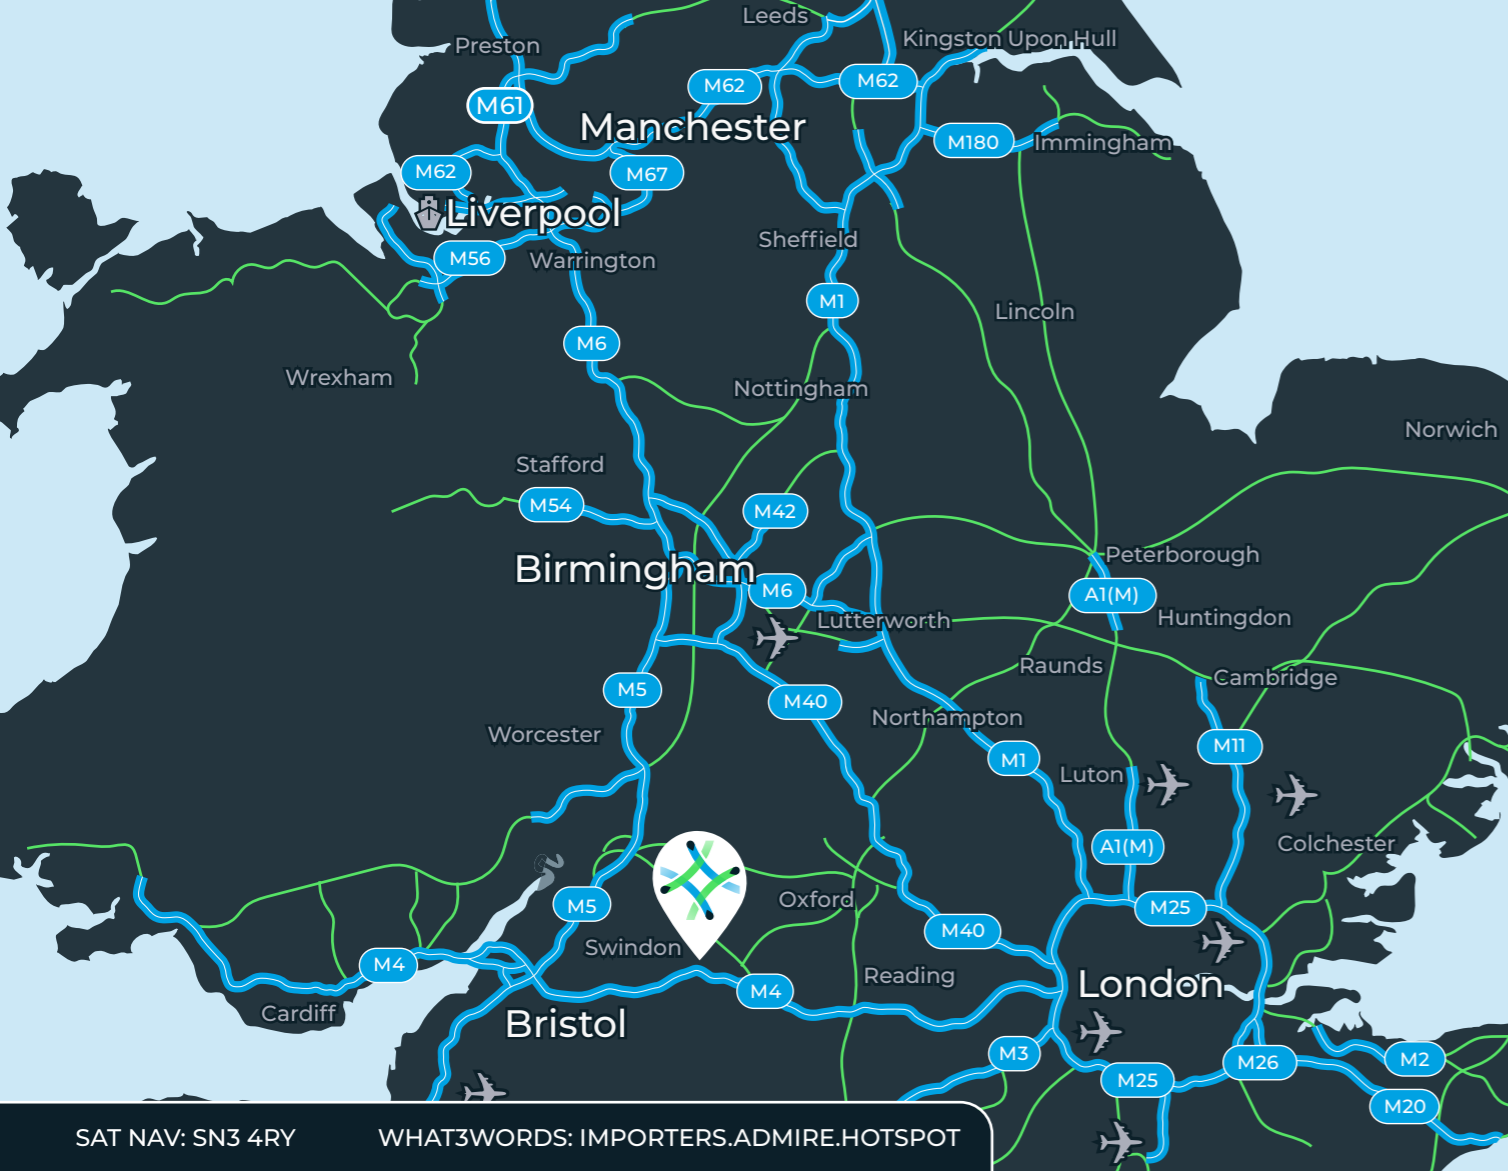 Leeds
Preston
Kingston Upon Hull
M62
M62
M61
Manchester
M180
Immingham
M62
M67
Liverpool
Sheffield
M56
Warrington
M1
Lincoln
M6
Wrexham
Nottingham
Norwich
Stafford
M54
M42
Peterborough
Birmingham
M6
A1(M)
Lutterworth
Huntingdon
Raunds
Cambridge
M5
M40
Northampton
Worcester
M11
M1
Luton
A1(M)
Colchester
Oxford
M5
M25
M40
Swindon
M4
Reading
M4
London
Cardiff
Bristol
M3
M26
M2
M25
M20
SAT NAV: SN3 4RY
WHAT3WORDS: IMPORTERS.ADMIRE.HOTSPOT